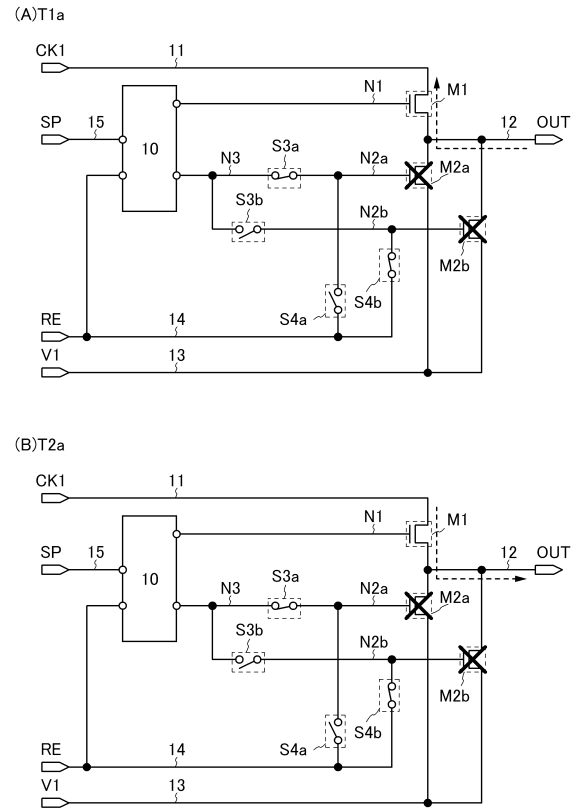 (A)T1a
CK1 11
N1 M1
SP 15 12 OUT
10 S3a
N3 N2a M2a
S3b
N2b
M2b
S4a S4b
RE 14
V1 13
(B)T2a
CK1 11
N1 M1
SP 15 12 OUT
10 S3a
N3 N2a M2a
S3b
N2b
M2b
S4a S4b
RE 14
V1 13